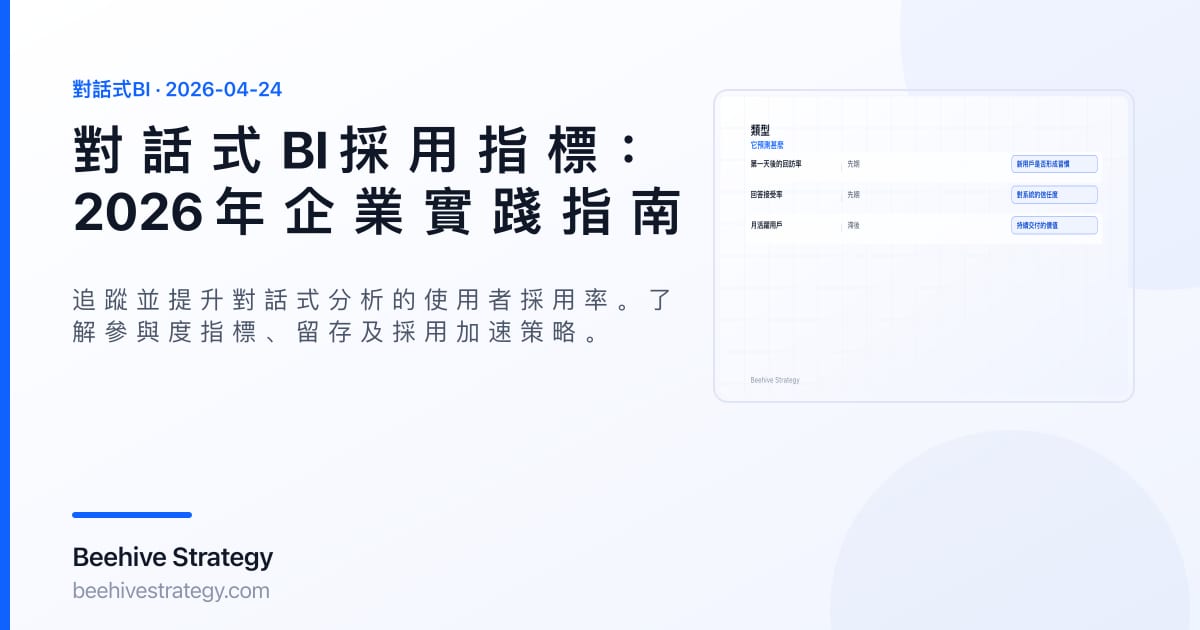 對話式BI · 2026-04-24
對話式BI採用指標：
2026年企業實踐指南
追蹤並提升對話式分析的使用者採用率。了
解參與度指標、留存及採用加速策略。
Beehive Strategy
beehivestrategy.com
類型
它預測甚麼
第一天後的回訪率 先期 新用戶是否形成習慣
回答接受率 先期 對系統的信任度
月活躍用戶 滯後 持續交付的價值
Beehive Strategy